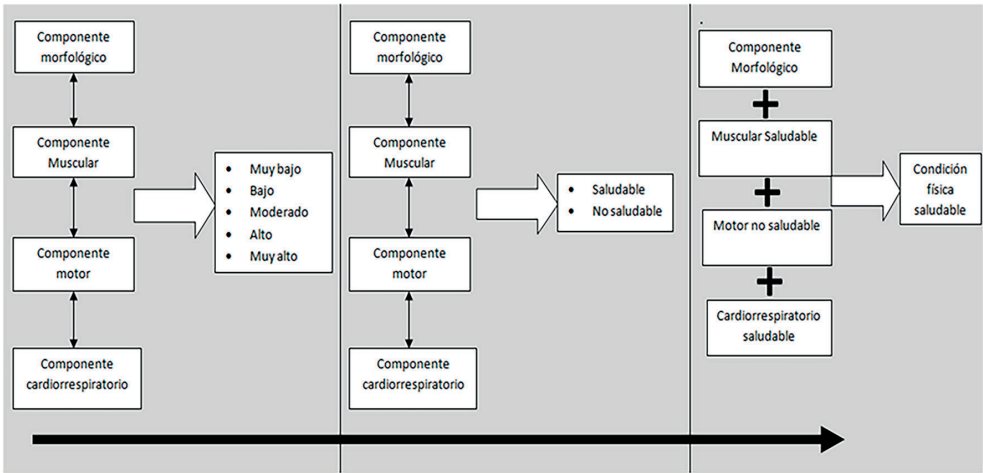 Componente
morfológico
Componente
Muscular
Componente
motor
Componente
cardiorrespiratorio
• Muy bajo
• Bajo
• Moderado
• Alto
• Muy alto
Componente
morfológico
Componente
Muscular
Componente
motor
Componente
cardiorrespiratorio
• Saludable
• No saludable
Componente
Morfológico
+
Muscular Saludable
+
Motor no saludable
+
Cardiorrespiratorio
saludable
Condición
física
saludable